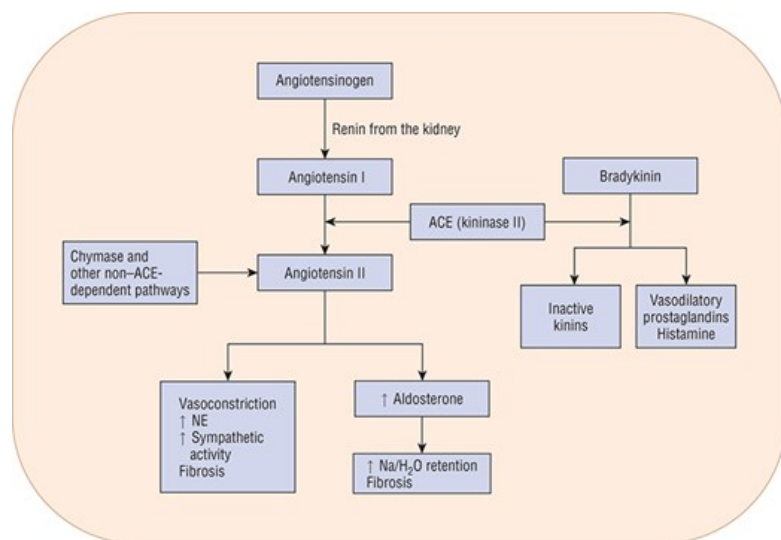 Angiotensinogen
Renin from the kidney
Angiotensin I
Bradykinin
ACE (kininase II)
Chymase and
other non–ACE-
dependent pathways
Angiotensin II
Inactive
kinins
Vasodilatory
prostaglandins
Histamine
Vasoconstriction
↑ NE
↑ Sympathetic
activity
Fibrosis
↑ Aldosterone
↑ Na/H₂O retention
Fibrosis